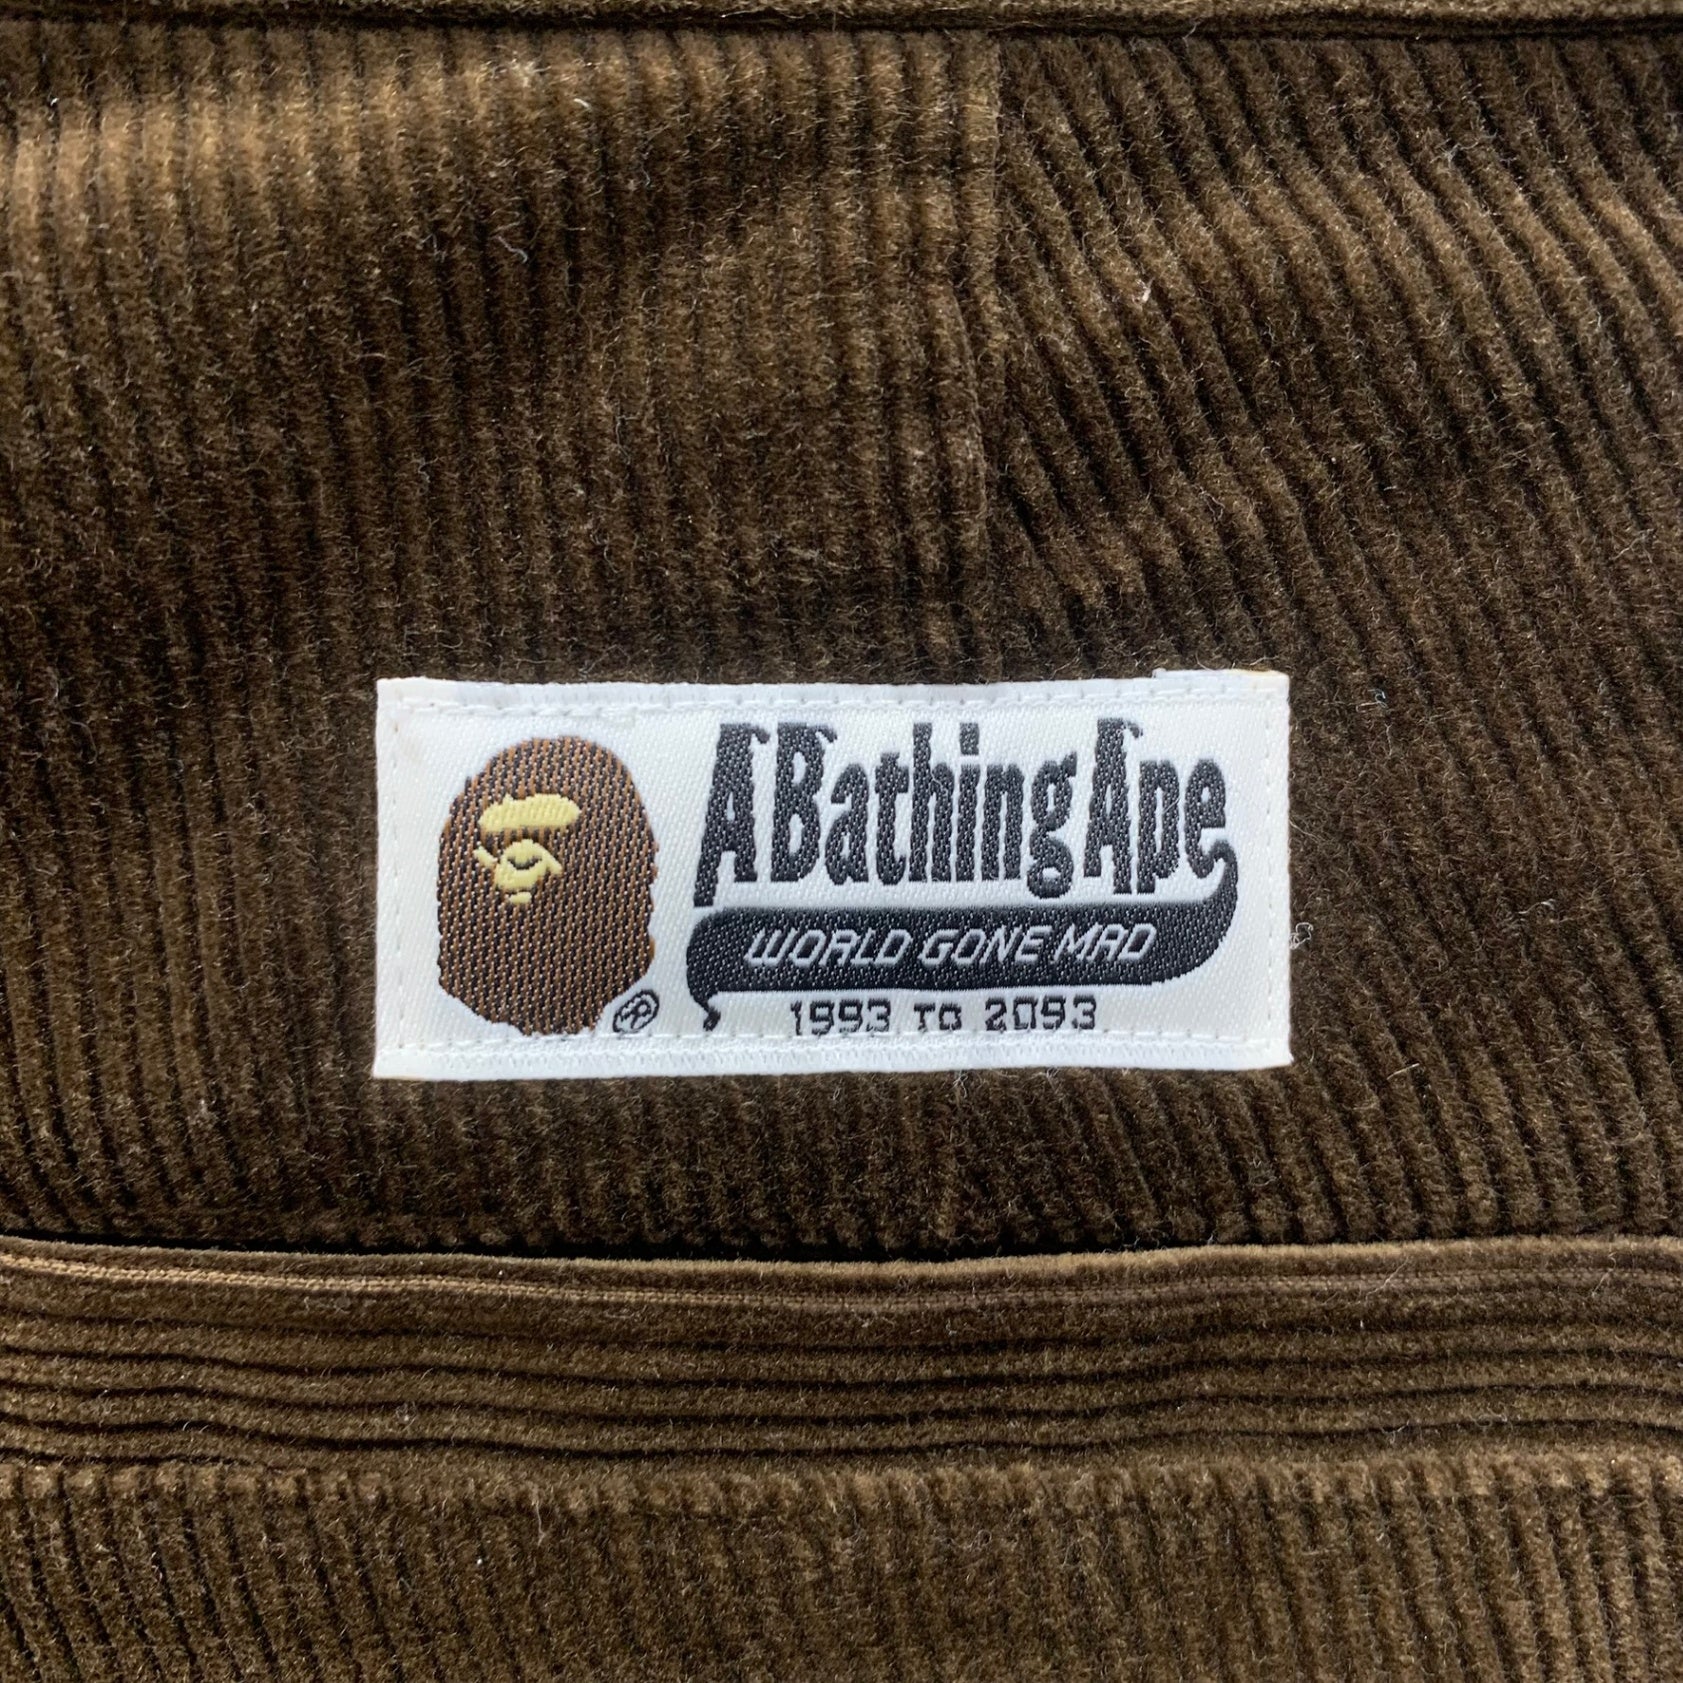 A Bathing Ape
WORLD GONE MAD
1993 TO 2093
®